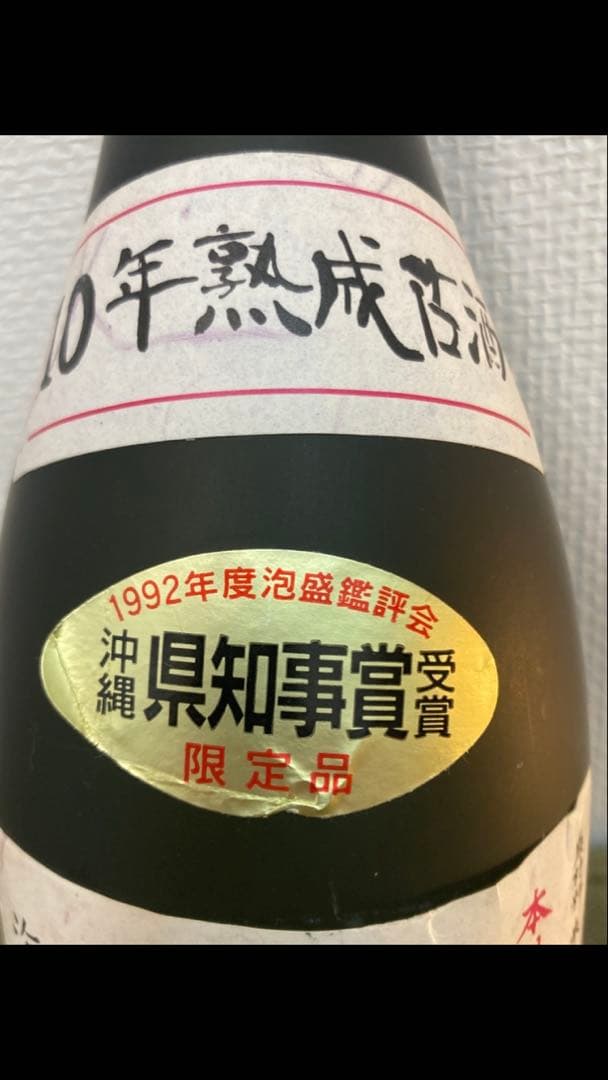 10年熟成古酒
1992年度泡盛鑑評会
沖縄
県知事賞
受賞
限定品
本